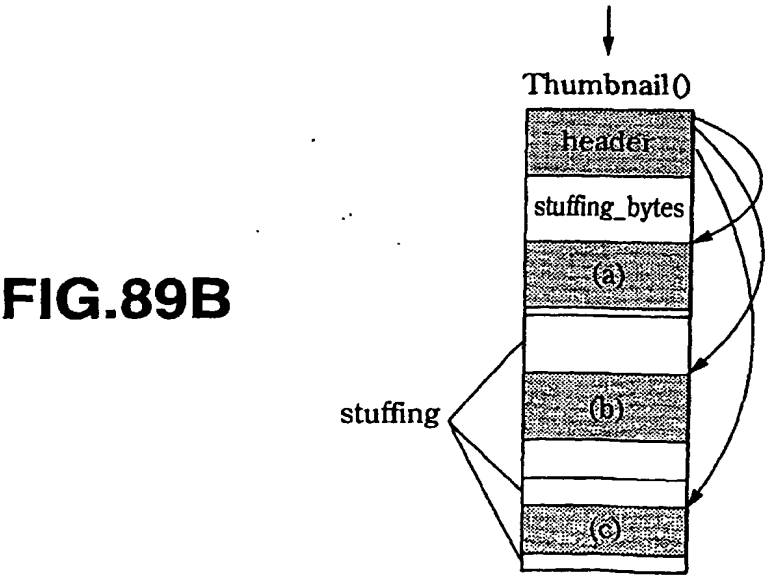 Thumbnail()
header
stuffing_bytes
(a)
FIG.89B
(b)
stuffing
(c)